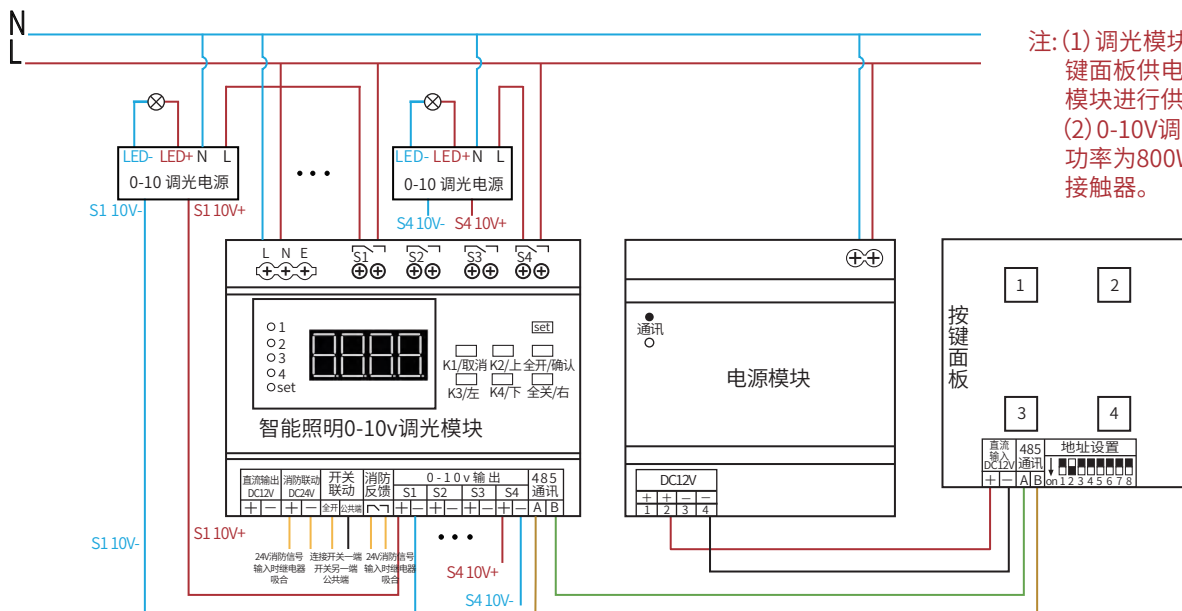 N
L
注:(1)调光模块
键面板供电
模块进行供
(2)0-10V调
功率为800W
接触器。
LED- LED+ N L
0-10 调光电源
LED- LED+ N L
0-10 调光电源
S1 10V- S1 10V+
S4 10V- S4 10V+
L N E S1 S2 S3 S4
1
2
3
4
set
set
K1/取消 K2/上 全开/确认
K3/左 K4/下 全关/右
智能照明0-10v调光模块
直流输出 DC12V
消防联动 DC24V
开关联动
消防反馈
0-10v输出
S1 S2 S3 S4
485通讯
+ - + - 全开 公共端 + - + - A B
24V消防信号
输入时继电器
吸合
连接开关一端
开关另一端
公共端
24V消防信号
输入时继电器
吸合
S1 10V-
S1 10V+
S4 10V+
S4 10V-
通讯
电源模块
DC12V
+ + - -
1 2 3 4
按键面板
1 2
3 4
直流输入 DC12V
485通讯
地址设置
on 1 2 3 4 5 6 7 8
+ - A B